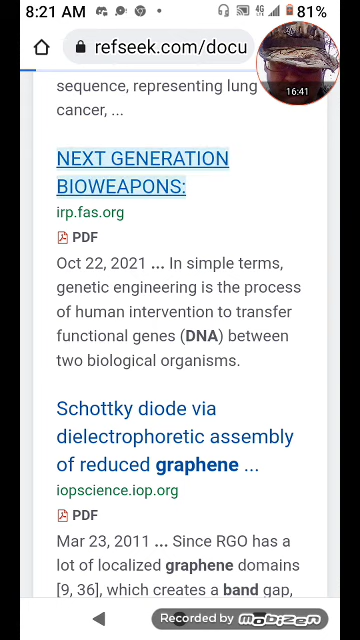 8:21 AM 4G 81%
refseek.com/docu
16:41
sequence, representing lung
cancer, ...
NEXT GENERATION
BIOWEAPONS:
irp.fas.org
PDF
Oct 22, 2021 ... In simple terms,
genetic engineering is the process
of human intervention to transfer
functional genes (DNA) between
two biological organisms.
Schottky diode via
dielectrophoretic assembly
of reduced graphene ...
iopscience.iop.org
PDF
Mar 23, 2011 ... Since RGO has a
lot of localized graphene domains
[9, 36], which creates a band gap,
Recorded by mobizen